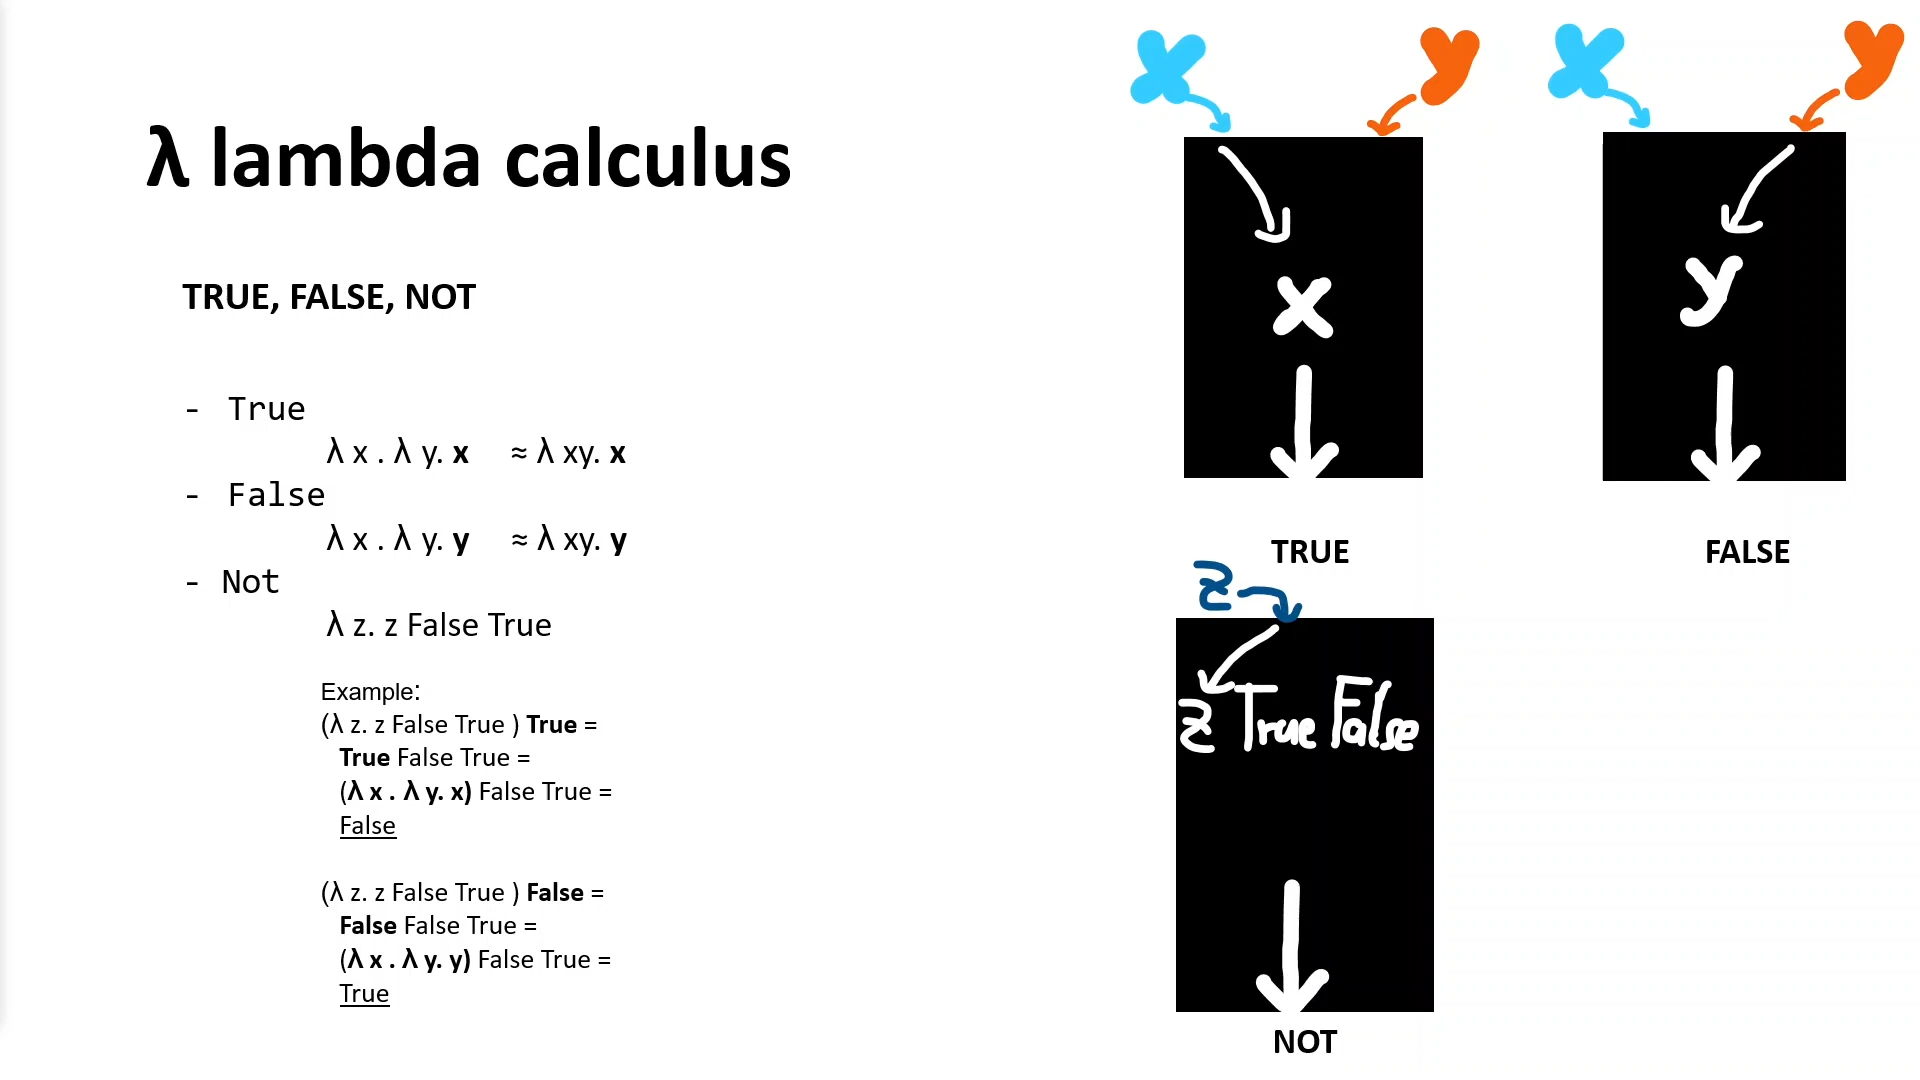 λ lambda calculus
TRUE, FALSE, NOT
- True
λ x . λ y. x ≈ λ xy. x
- False
λ x . λ y. y ≈ λ xy. y
- Not
λ z. z False True
Example:
(λ z. z False True ) True =
True False True =
(λ x . λ y. x) False True =
False
(λ z. z False True ) False =
False False True =
(λ x . λ y. y) False True =
True
x y
x
TRUE
x y
y
FALSE
z
z True False
NOT